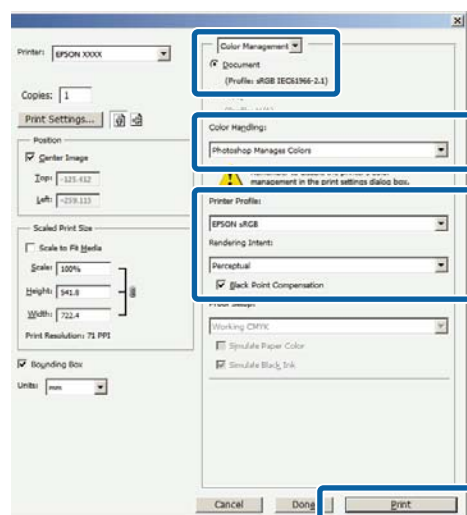 Printer: EPSON XXXX
Copies: 1
Print Settings...
Position
Center Image
Top: -125.412
Left: -259.113
Scaled Print Size
Scale to Fit Media
Scale: 100%
Height: 541.8
Width: 722.4
Print Resolution: 71 PPI
Bounding Box
Units: mm
Color Management
Document
(Profile: sRGB IEC61966-2.1)
Color Handling:
Photoshop Manages Colors
management in the print settings dialog box.
Printer Profile:
EPSON sRGB
Rendering Intent:
Perceptual
Black Point Compensation
Proof Setup:
Working CMYK
Simulate Paper Color
Simulate Black Ink
Cancel
Done
Print